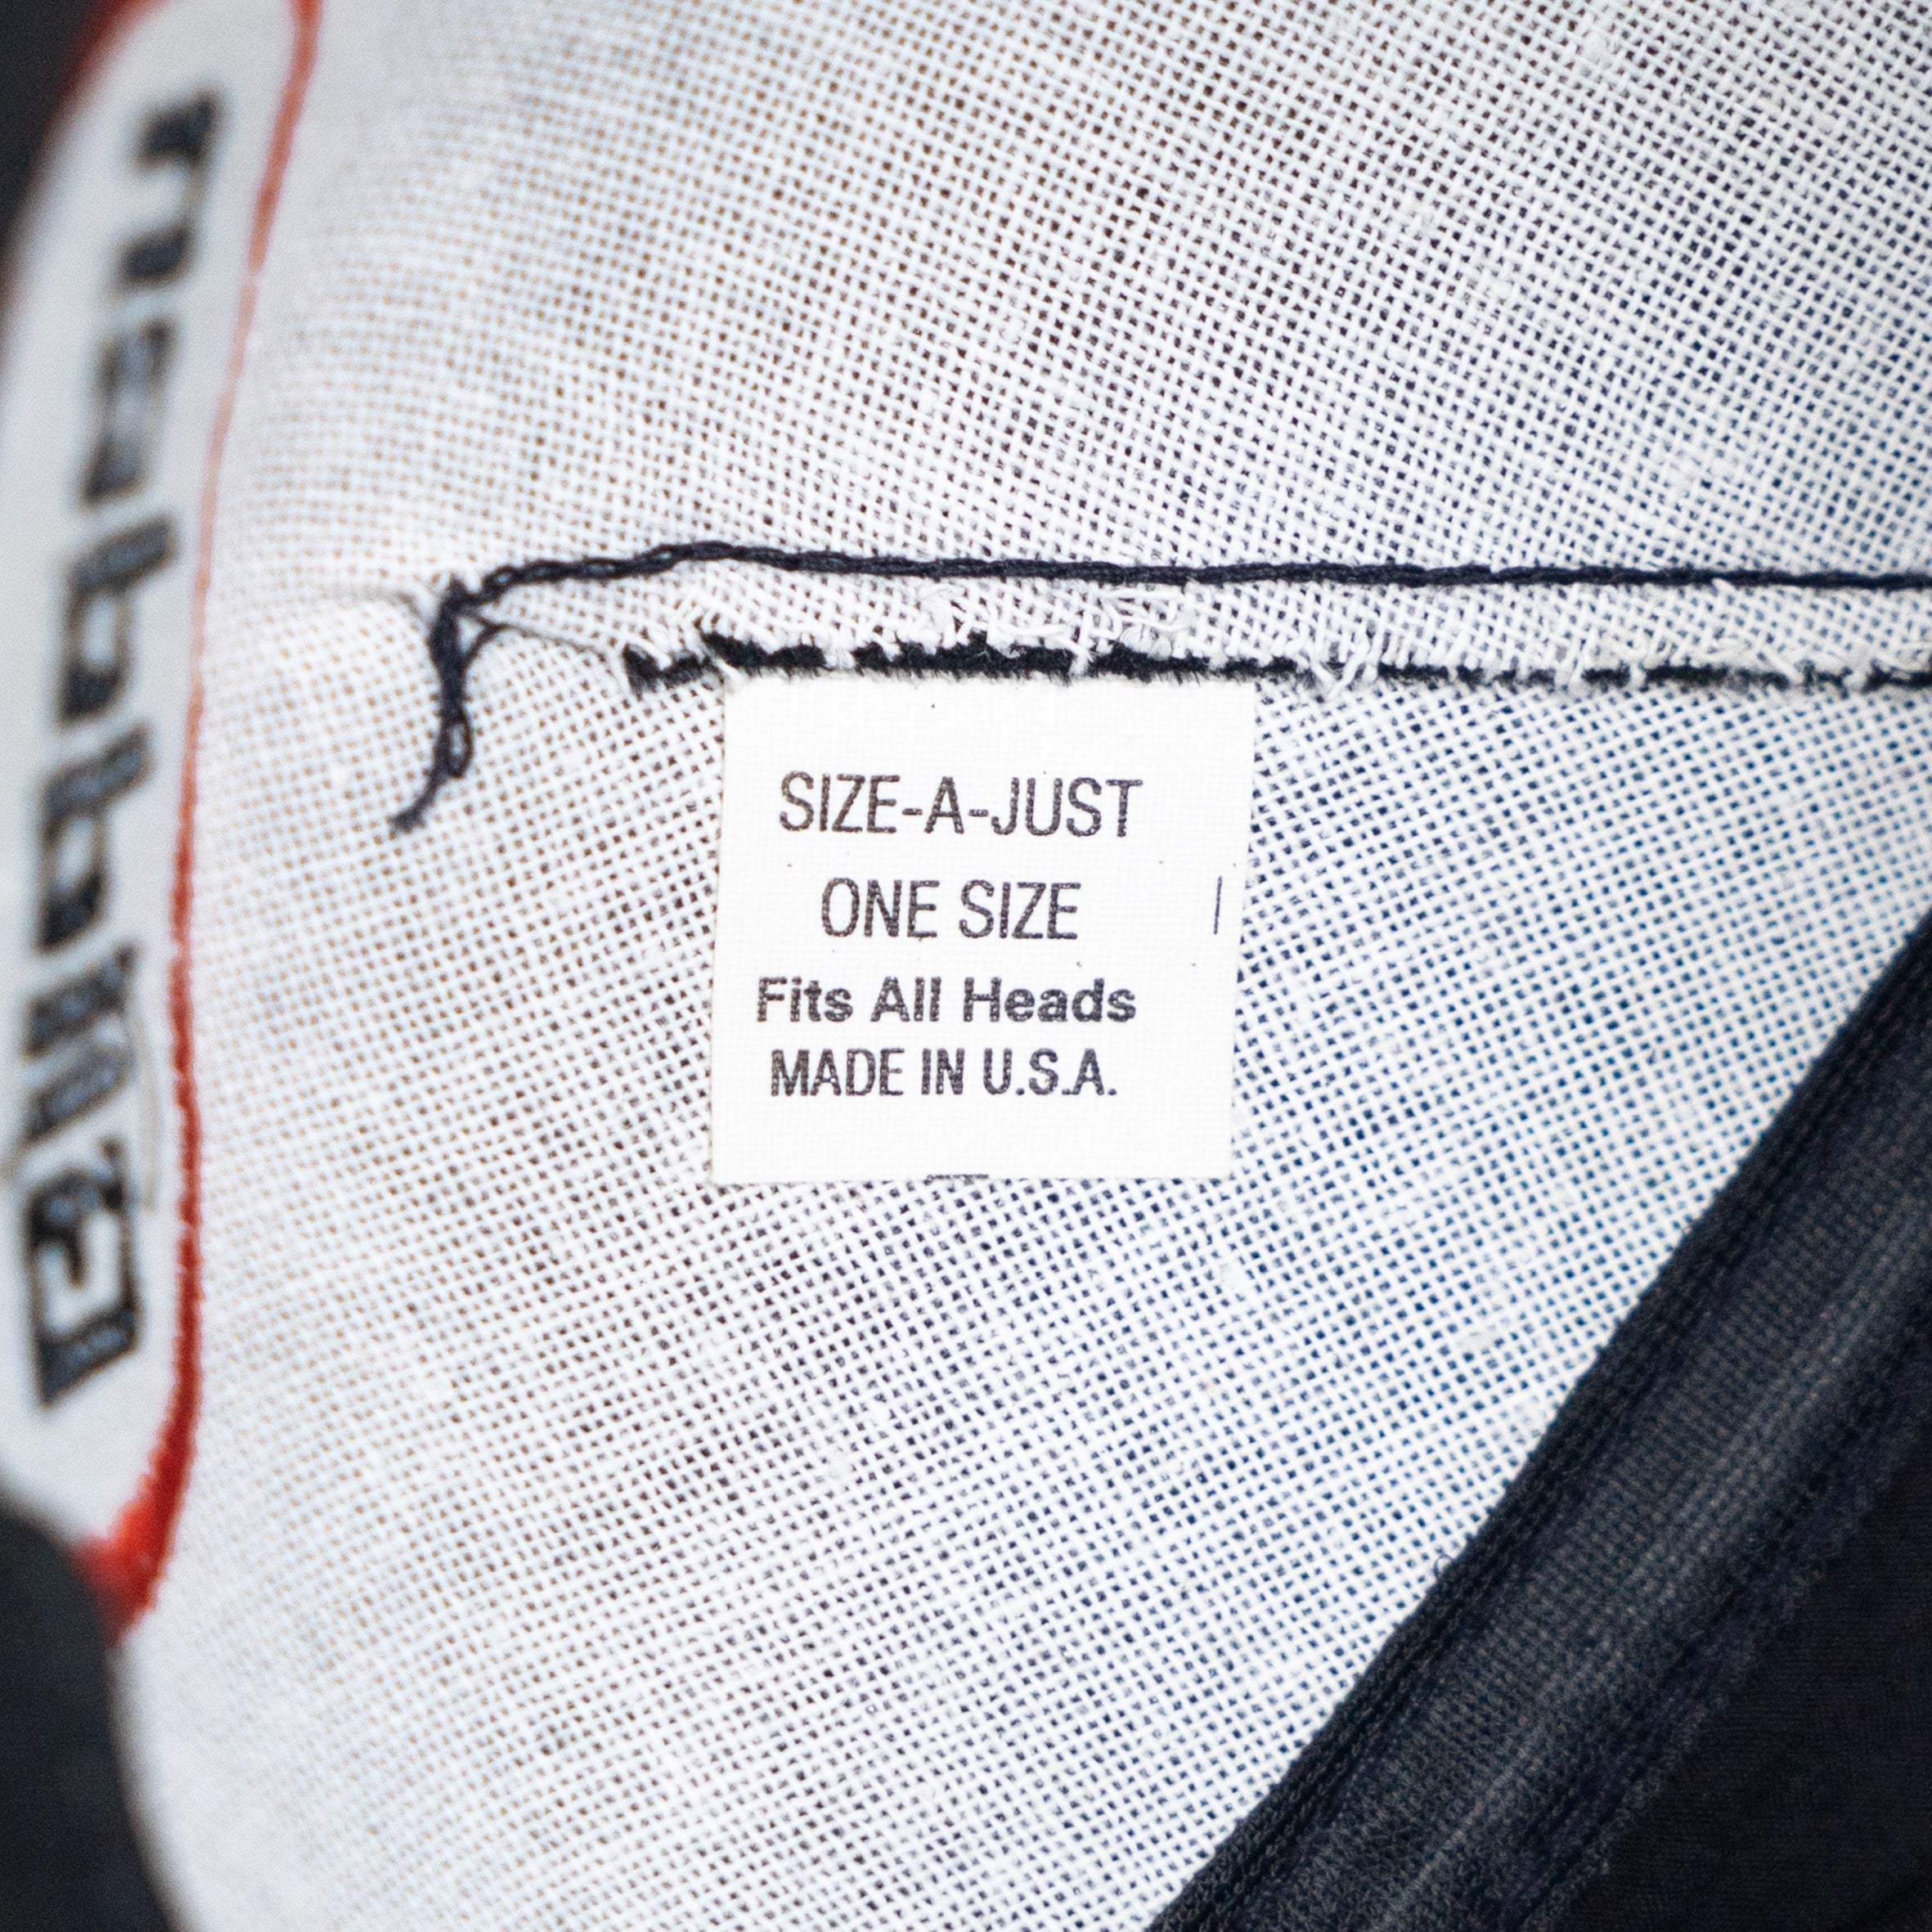 SIZE-A-JUST
ONE SIZE
Fits All Heads
MADE IN U.S.A.